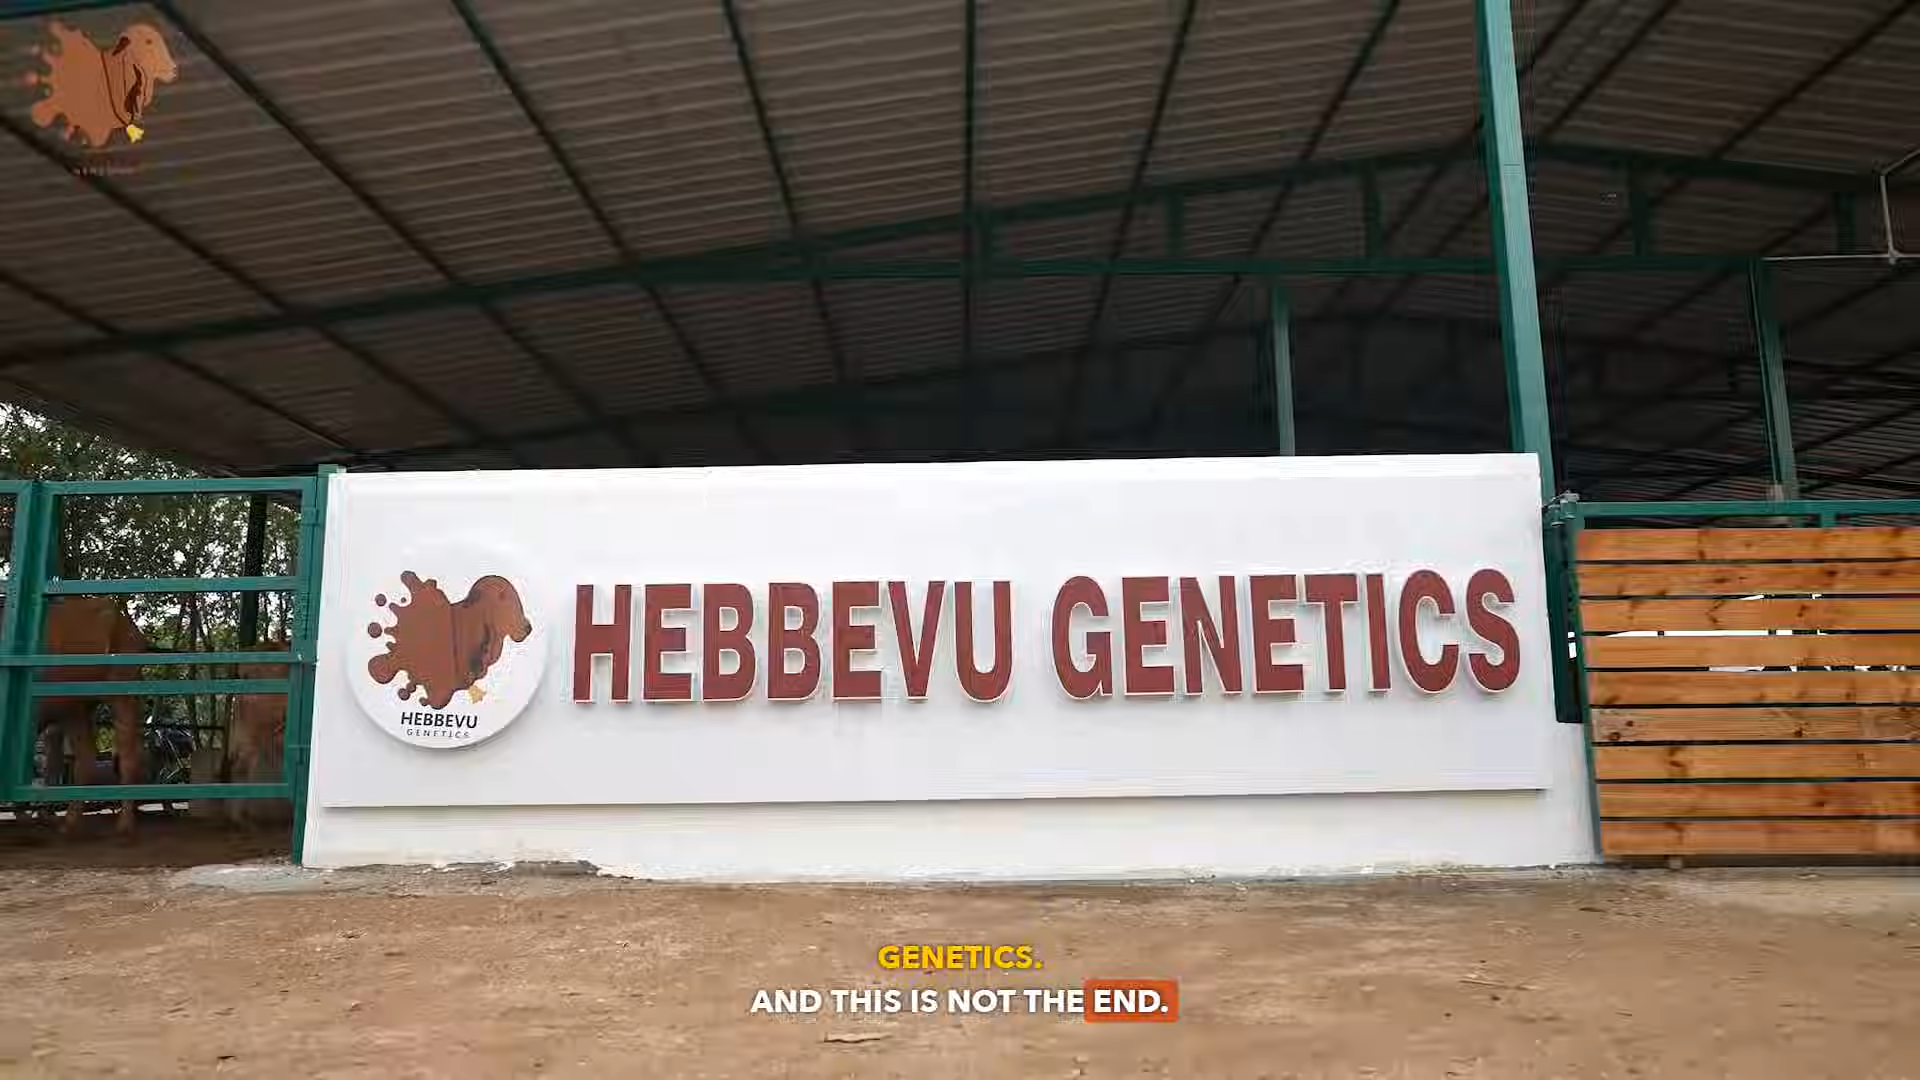 HEBBEVU GENETICS
HEBBEVU
GENETICS
GENETICS.
AND THIS IS NOT THE END.